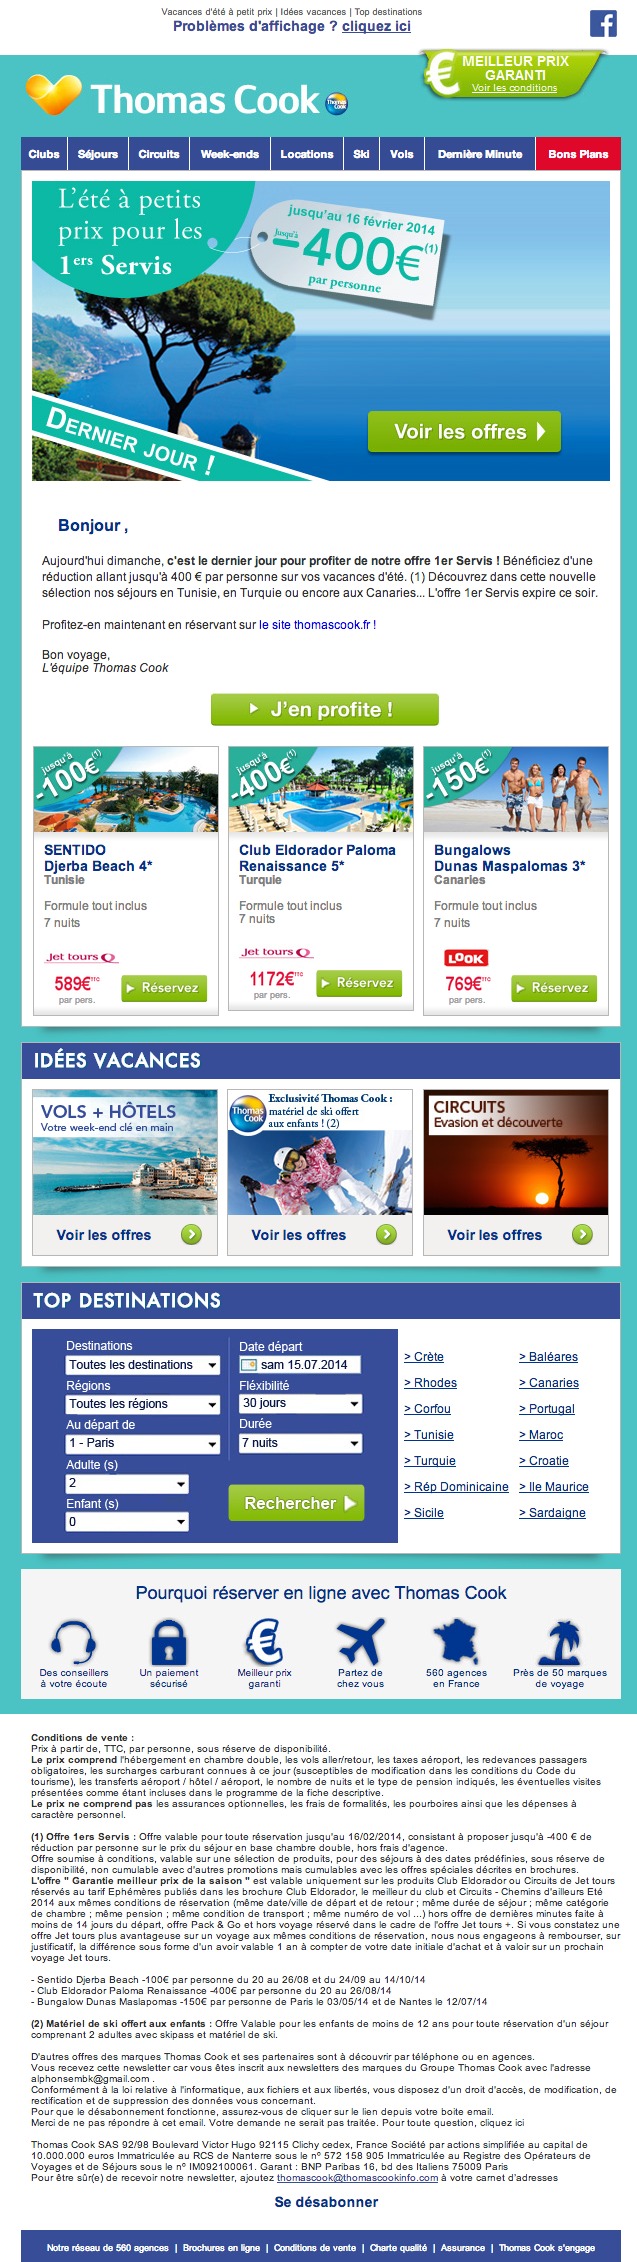 Vacances d'été à petit prix | Idées vacances | Top destinations
Problèmes d'affichage ? cliquez ici
MEILLEUR PRIX
GARANTI
Voir les conditions
Thomas Cook
Clubs Séjours Circuits Week-ends Locations Ski Vols Dernière Minute Bons Plans
L'été à petits
prix pour les
1ers Servis
jusqu'au 16 février 2014
Jusqu'à
-400€(1)
par personne
DERNIER JOUR !
Voir les offres
Bonjour ,
Aujourd'hui dimanche, c'est le dernier jour pour profiter de notre offre 1er Servis ! Bénéficiez d'une
réduction allant jusqu'à 400 € par personne sur vos vacances d'été. (1) Découvrez dans cette nouvelle
sélection nos séjours en Tunisie, en Turquie ou encore aux Canaries... L'offre 1er Servis expire ce soir.
Profitez-en maintenant en réservant sur le site thomascook.fr !
Bon voyage,
L'équipe Thomas Cook
J'en profite !
jusqu'à
-100€(1)
SENTIDO
Djerba Beach 4*
Tunisie
Formule tout inclus
7 nuits
Jet tours
589€TTC
par pers.
Réservez
jusqu'à
-400€(1)
Club Eldorador Paloma
Renaissance 5*
Turquie
Formule tout inclus
7 nuits
Jet tours
1172€TTC
par pers.
Réservez
jusqu'à
-150€(1)
Bungalows
Dunas Maspalomas 3*
Canaries
Formule tout inclus
7 nuits
LOOK
769€TTC
par pers.
Réservez
IDÉES VACANCES
VOLS + HÔTELS
Votre week-end clé en main
Voir les offres
Thomas Cook
Exclusivité Thomas Cook :
matériel de ski offert
aux enfants ! (2)
Voir les offres
CIRCUITS
Evasion et découverte
Voir les offres
TOP DESTINATIONS
Destinations
Toutes les destinations
Régions
Toutes les régions
Au départ de
1 - Paris
Adulte (s)
2
Enfant (s)
0
Date départ
sam 15.07.2014
Fléxibilité
30 jours
Durée
7 nuits
Rechercher
> Crète
> Rhodes
> Corfou
> Tunisie
> Turquie
> Rép Dominicaine
> Sicile
> Baléares
> Canaries
> Portugal
> Maroc
> Croatie
> Ile Maurice
> Sardaigne
Pourquoi réserver en ligne avec Thomas Cook
Des conseillers
à votre écoute
Un paiement
sécurisé
Meilleur prix
garanti
Partez de
chez vous
560 agences
en France
Près de 50 marques
de voyage
Conditions de vente :
Prix à partir de, TTC, par personne, sous réserve de disponibilité.
Le prix comprend l'hébergement en chambre double, les vols aller/retour, les taxes aéroport, les redevances passagers
obligatoires, les surcharges carburant connues à ce jour (susceptibles de modification dans les conditions du Code du
tourisme), les transferts aéroport / hôtel / aéroport, le nombre de nuits et le type de pension indiqués, les éventuelles visites
présentées comme étant incluses dans le programme de la fiche descriptive.
Le prix ne comprend pas les assurances optionnelles, les frais de formalités, les pourboires ainsi que les dépenses à
caractère personnel.
(1) Offre 1ers Servis : Offre valable pour toute réservation jusqu'au 16/02/2014, consistant à proposer jusqu'à -400 € de
réduction par personne sur le prix du séjour en base chambre double, hors frais d'agence.
Offre soumise à conditions, valable sur une sélection de produits, pour des séjours à des dates prédéfinies, sous réserve de
disponibilité, non cumulable avec d'autres promotions mais cumulables avec les offres spéciales décrites en brochures.
L'offre " Garantie meilleur prix de la saison " est valable uniquement sur les produits Club Eldorador ou Circuits de Jet tours
réservés au tarif Ephémères publiés dans les brochure Club Eldorador, le meilleur du club et Circuits - Chemins d'ailleurs Eté
2014 aux mêmes conditions de réservation (même date/ville de départ et de retour ; même durée de séjour ; même catégorie
de chambre ; même pension ; même condition de transport ; même numéro de vol ...) hors offre de dernières minutes faite à
moins de 14 jours du départ, offre Pack & Go et hors voyage réservé dans le cadre de l'offre Jet tours +. Si vous constatez une
offre Jet tours plus avantageuse sur un voyage aux mêmes conditions de réservation, nous nous engageons à rembourser, sur
justificatif, la différence sous forme d'un avoir valable 1 an à compter de votre date initiale d'achat et à valoir sur un prochain
voyage Jet tours.
- Sentido Djerba Beach -100€ par personne du 20 au 26/08 et du 24/09 au 14/10/14
- Club Eldorador Paloma Renaissance -400€ par personne du 20 au 26/08/14
- Bungalow Dunas Maslapomas -150€ par personne de Paris le 03/05/14 et de Nantes le 12/07/14
(2) Matériel de ski offert aux enfants : Offre Valable pour les enfants de moins de 12 ans pour toute réservation d'un séjour
comprenant 2 adultes avec skipass et matériel de ski.
D'autres offres des marques Thomas Cook et ses partenaires sont à découvrir par téléphone ou en agences.
Vous recevez cette newsletter car vous êtes inscrit aux newsletters des marques du Groupe Thomas Cook avec l'adresse
alphonsembk@gmail.com .
Conformément à la loi relative à l'informatique, aux fichiers et aux libertés, vous disposez d'un droit d'accès, de modification, de
rectification et de suppression des données vous concernant.
Pour que le désabonnement fonctionne, assurez-vous de cliquer sur le lien depuis votre boite email.
Merci de ne pas répondre à cet email. Votre demande ne serait pas traitée. Pour toute question, cliquez ici
Thomas Cook SAS 92/98 Boulevard Victor Hugo 92115 Clichy cedex, France Société par actions simplifiée au capital de
10.000.000 euros Immatriculée au RCS de Nanterre sous le nº 572 158 905 Immatriculée au Registre des Opérateurs de
Voyages et de Séjours sous le nº IM092100061. Garant : BNP Paribas 16, bd des Italiens 75009 Paris
Pour être sûr(e) de recevoir notre newsletter, ajoutez thomascook@thomascookinfo.com à votre carnet d'adresses
Se désabonner
Notre réseau de 560 agences | Brochures en ligne | Conditions de vente | Charte qualité | Assurance | Thomas Cook s'engage